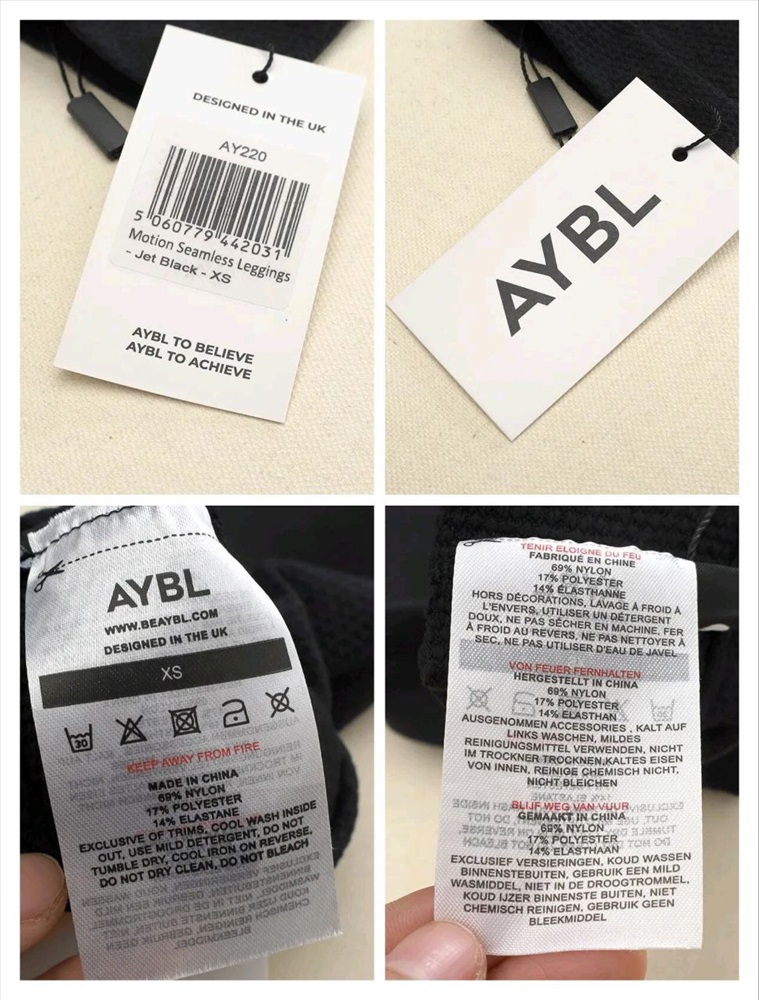 DESIGNED IN THE UK
AY220
5 060779 442031
Motion Seamless Leggings
- Jet Black - XS
AYBL TO BELIEVE
AYBL TO ACHIEVE
AYBL
AYBL
WWW.BEAYBL.COM
DESIGNED IN THE UK
XS
30
KEEP AWAY FROM FIRE
MADE IN CHINA
69% NYLON
17% POLYESTER
14% ELASTANE
EXCLUSIVE OF TRIMS, COOL WASH INSIDE
OUT, USE MILD DETERGENT, DO NOT
TUMBLE DRY, COOL IRON ON REVERSE,
DO NOT DRY CLEAN, DO NOT BLEACH
TENIR ELOIGNE DU FEU
FABRIQUÉ EN CHINE
69% NYLON
17% POLYESTER
14% ÉLASTHANNE
HORS DÉCORATIONS, LAVAGE À FROID À
L'ENVERS, UTILISER UN DÉTERGENT
DOUX, NE PAS SÉCHER EN MACHINE, FER
À FROID AU REVERS, NE PAS NETTOYER À
SEC, NE PAS UTILISER D'EAU DE JAVEL
VON FEUER FERNHALTEN
HERGESTELLT IN CHINA
69% NYLON
17% POLYESTER
14% ELASTHAN
AUSGENOMMEN ACCESSORIES , KALT AUF
LINKS WASCHEN, MILDES
REINIGUNGSMITTEL VERWENDEN, NICHT
IM TROCKNER TROCKNEN,KALTES EISEN
VON INNEN, REINIGE CHEMISCH NICHT,
NICHT BLEICHEN
BLIJF WEG VAN VUUR
GEMAAKT IN CHINA
69% NYLON
17% POLYESTER
14% ELASTHAAN
EXCLUSIEF VERSIERINGEN, KOUD WASSEN
BINNENSTEBUITEN, GEBRUIK EEN MILD
WASMIDDEL, NIET IN DE DROOGTROMMEL,
KOUD IJZER BINNENSTE BUITEN, NIET
CHEMISCH REINIGEN, GEBRUIK GEEN
BLEEKMIDDEL